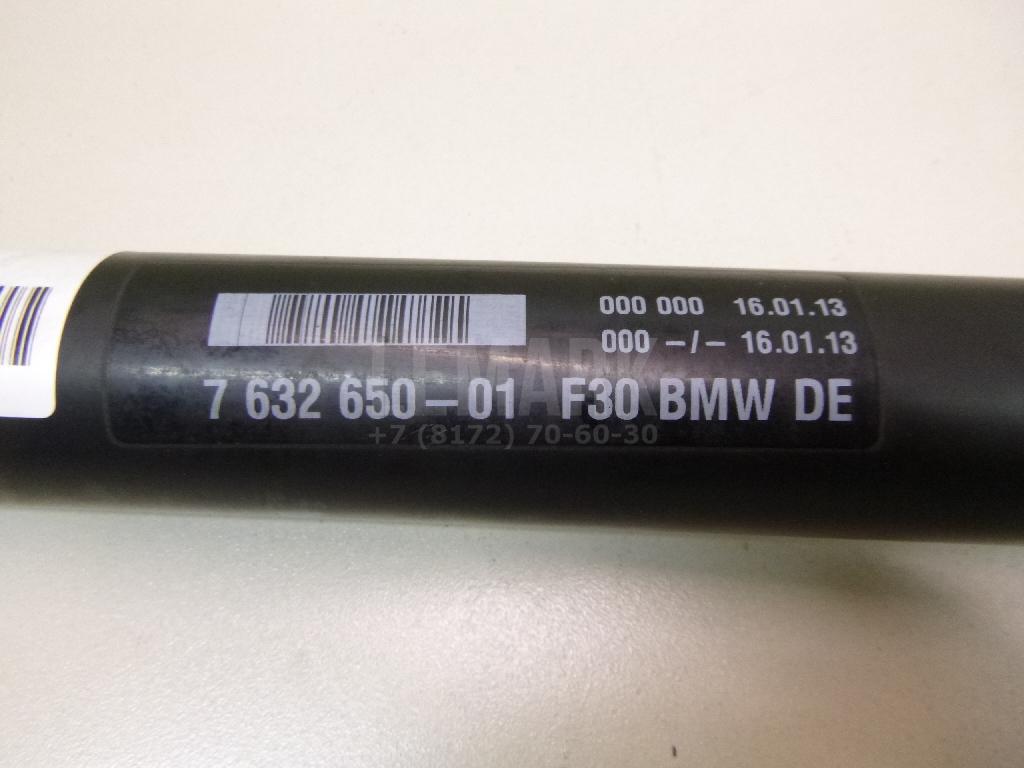 000 000 16.01.13
000 -/- 16.01.13
7 632 650-01 F30 BMW DE
LEMARK
+7 (8172) 70-60-30